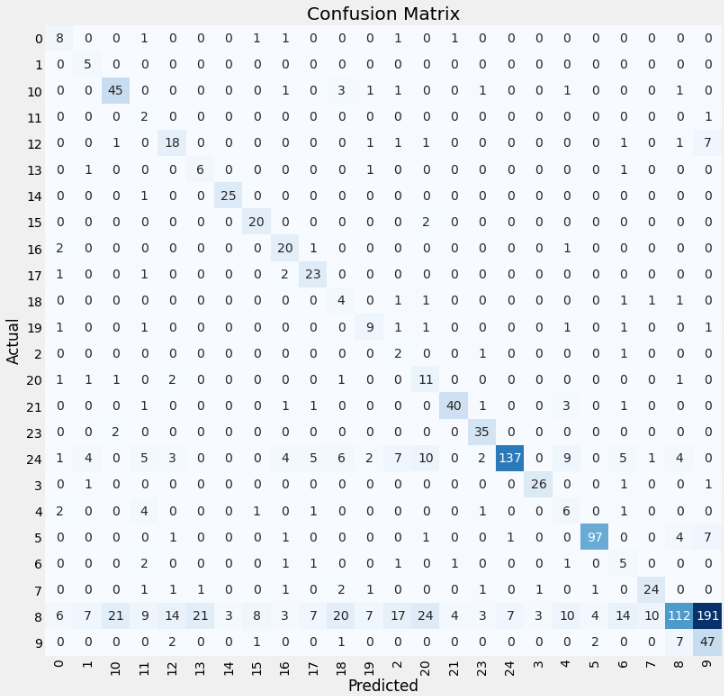 Confusion Matrix
0 8 0 0 1 0 0 0 1 1 0 0 0 1 0 1 0 0 0 0 0 0 0 0 0
1 0 5 0 0 0 0 0 0 0 0 0 0 0 0 0 0 0 0 0 0 0 0 0 0
10 0 0 45 0 0 0 0 0 1 0 3 1 1 0 0 1 0 0 1 0 0 0 1 0
11 0 0 0 2 0 0 0 0 0 0 0 0 0 0 0 0 0 0 0 0 0 0 0 1
12 0 0 1 0 18 0 0 0 0 0 0 1 1 1 0 0 0 0 0 0 1 0 1 7
13 0 1 0 0 0 6 0 0 0 0 0 1 0 0 0 0 0 0 0 0 1 0 0 0
14 0 0 0 1 0 0 25 0 0 0 0 0 0 0 0 0 0 0 0 0 0 0 0 0
15 0 0 0 0 0 0 0 20 0 0 0 0 0 2 0 0 0 0 0 0 0 0 0 0
16 2 0 0 0 0 0 0 0 20 1 0 0 0 0 0 0 0 0 1 0 0 0 0 0
17 1 0 0 1 0 0 0 0 2 23 0 0 0 0 0 0 0 0 0 0 0 0 0 0
18 0 0 0 0 0 0 0 0 0 0 4 0 1 1 0 0 0 0 0 0 1 1 1 0
19 1 0 0 1 0 0 0 0 0 0 0 9 1 1 0 0 0 0 1 0 1 0 0 1
2 0 0 0 0 0 0 0 0 0 0 0 0 2 0 0 1 0 0 0 0 1 0 0 0
20 1 1 1 0 2 0 0 0 0 0 1 0 0 11 0 0 0 0 0 0 0 0 1 0
21 0 0 0 1 0 0 0 0 1 1 0 0 0 0 40 1 0 0 3 0 1 0 0 0
23 0 0 2 0 0 0 0 0 0 0 0 0 0 0 0 35 0 0 0 0 0 0 0 0
24 1 4 0 5 3 0 0 0 4 5 6 2 7 10 0 2 137 0 9 0 5 1 4 0
3 0 1 0 0 0 0 0 0 0 0 0 0 0 0 0 0 0 26 0 0 1 0 0 1
4 2 0 0 4 0 0 0 0 1 0 1 0 0 0 0 1 0 0 6 0 1 0 0 0
5 0 0 0 0 1 0 0 0 1 0 0 0 0 1 0 0 1 0 0 97 0 0 4 7
6 0 0 0 2 0 0 0 0 1 1 0 0 1 0 1 0 0 0 1 0 5 0 0 0
7 0 0 0 1 1 1 0 0 1 0 2 1 0 0 0 1 0 1 0 1 0 24 0 0
8 6 7 21 9 14 21 3 8 3 7 20 7 17 24 4 3 7 3 10 4 14 10 112 191
9 0 0 0 0 2 0 0 1 0 0 1 0 0 0 0 0 0 0 0 2 0 0 7 47
0 1 10 11 12 13 14 15 16 17 18 19 2 20 21 23 24 3 4 5 6 7 8 9
Actual
Predicted